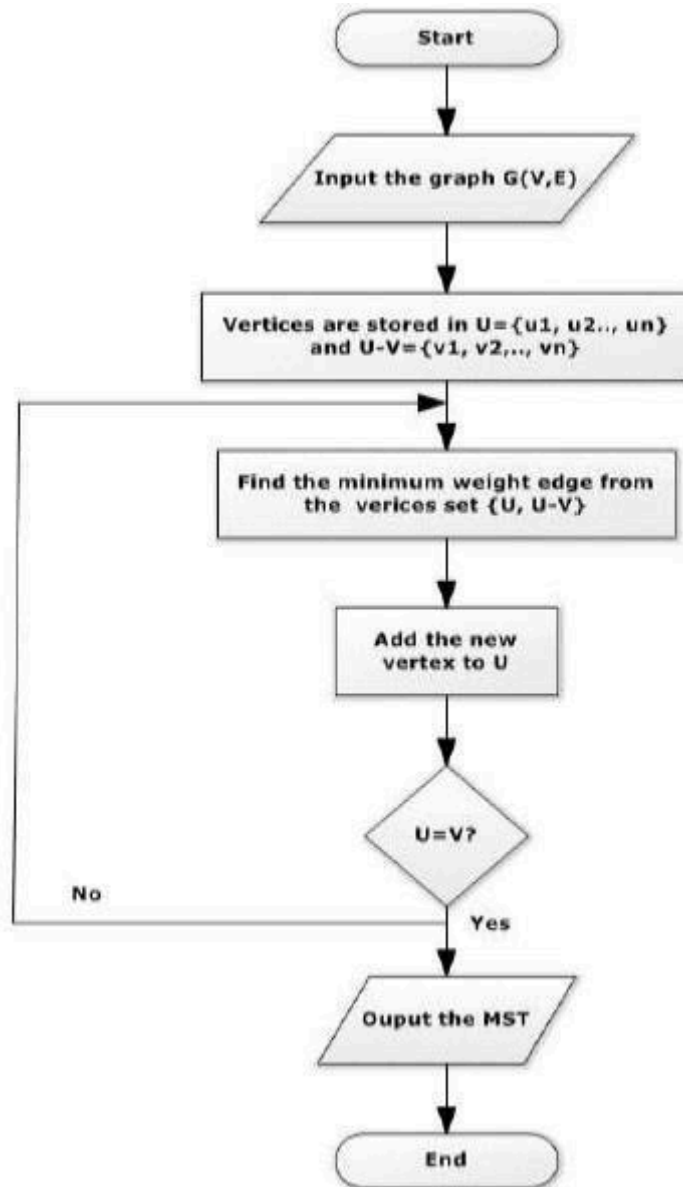 Start
Input the graph G(V,E)
Vertices are stored in U={u1, u2.., un}
and U-V={v1, v2,.., vn}
Find the minimum weight edge from
the verices set {U, U-V}
Add the new
vertex to U
U=V?
No
Yes
Ouput the MST
End